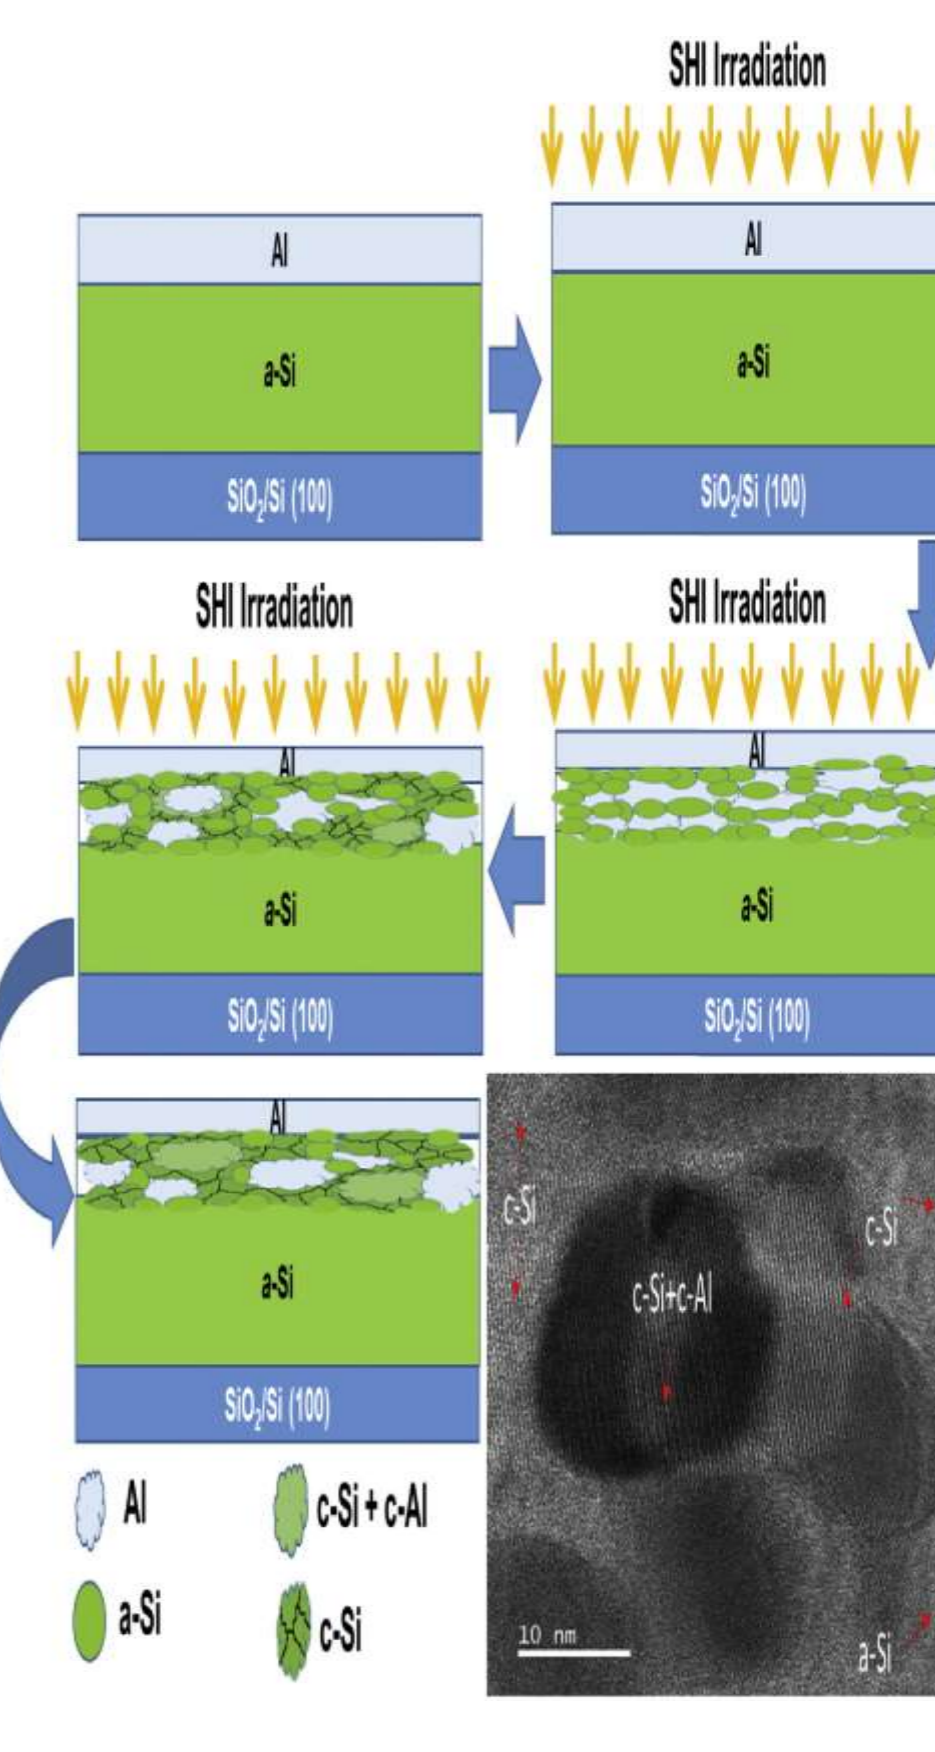 SHI Irradiation
Al
a-Si
SiO₂/Si (100)
Al
a-Si
SiO₂/Si (100)
SHI Irradiation
Al
a-Si
SiO₂/Si (100)
SHI Irradiation
Al
a-Si
SiO₂/Si (100)
Al
a-Si
SiO₂/Si (100)
c-Si
c-Si+c-Al
c-Si
10 nm
a-Si
Al
c-Si + c-Al
a-Si
c-Si